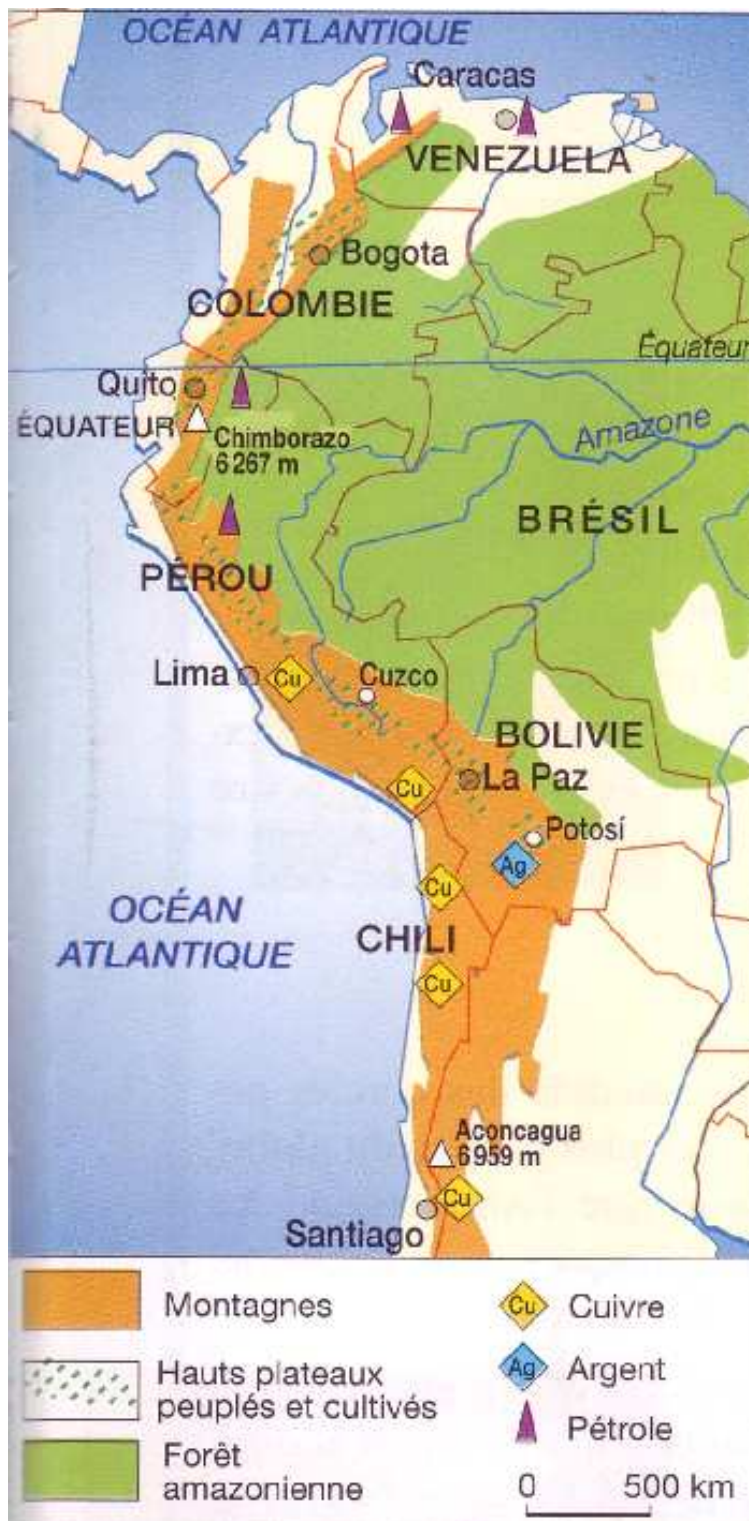 OCÉAN ATLANTIQUE
Caracas
VENEZUELA
Bogota
COLOMBIE
Équateur
Quito
ÉQUATEUR
Chimborazo
6 267 m
Amazone
BRÉSIL
PÉROU
Lima
Cu
Cuzco
BOLIVIE
La Paz
Cu
Potosí
Ag
Cu
OCÉAN
ATLANTIQUE
CHILI
Cu
Aconcagua
6 959 m
Cu
Santiago
Montagnes
Hauts plateaux
peuplés et cultivés
Forêt
amazonienne
Cu Cuivre
Ag Argent
Pétrole
0 500 km